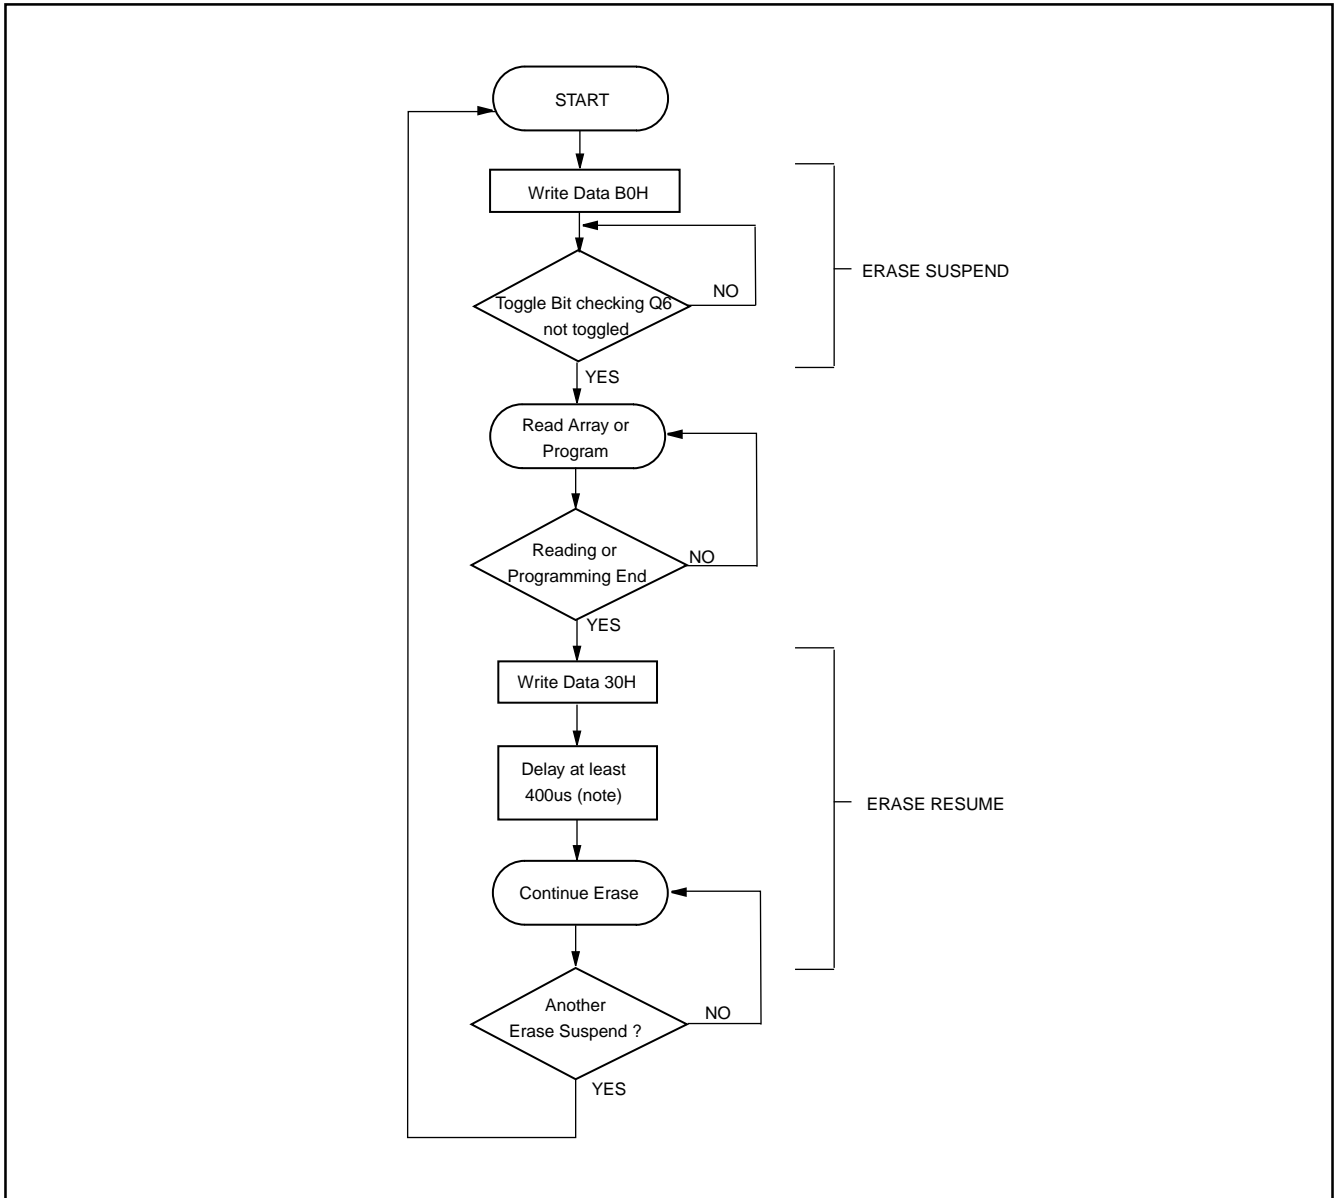 START
Write Data B0H
ERASE SUSPEND
NO
Toggle Bit checking Q6
not toggled
YES
Read Array or
Program
Reading or
NO
Programming End
YES
Write Data 30H
Delay at least
400us (note)
ERASE RESUME
Continue Erase
Another
NO
Erase Suspend ?
YES